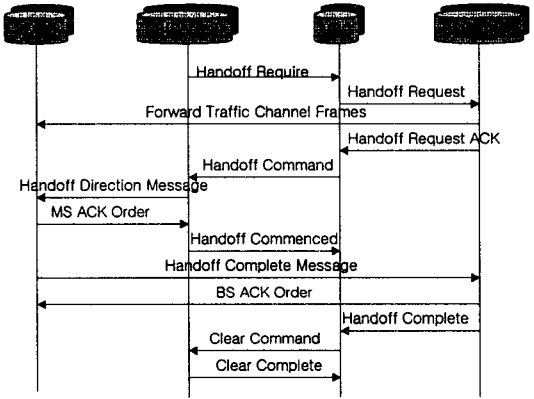 Handoff Require
Handoff Request
Forward Traffic Channel Frames
Handoff Request ACK
Handoff Command
Handoff Direction Message
MS ACK Order
Handoff Commenced
Handoff Complete Message
BS ACK Order
Handoff Complete
Clear Command
Clear Complete